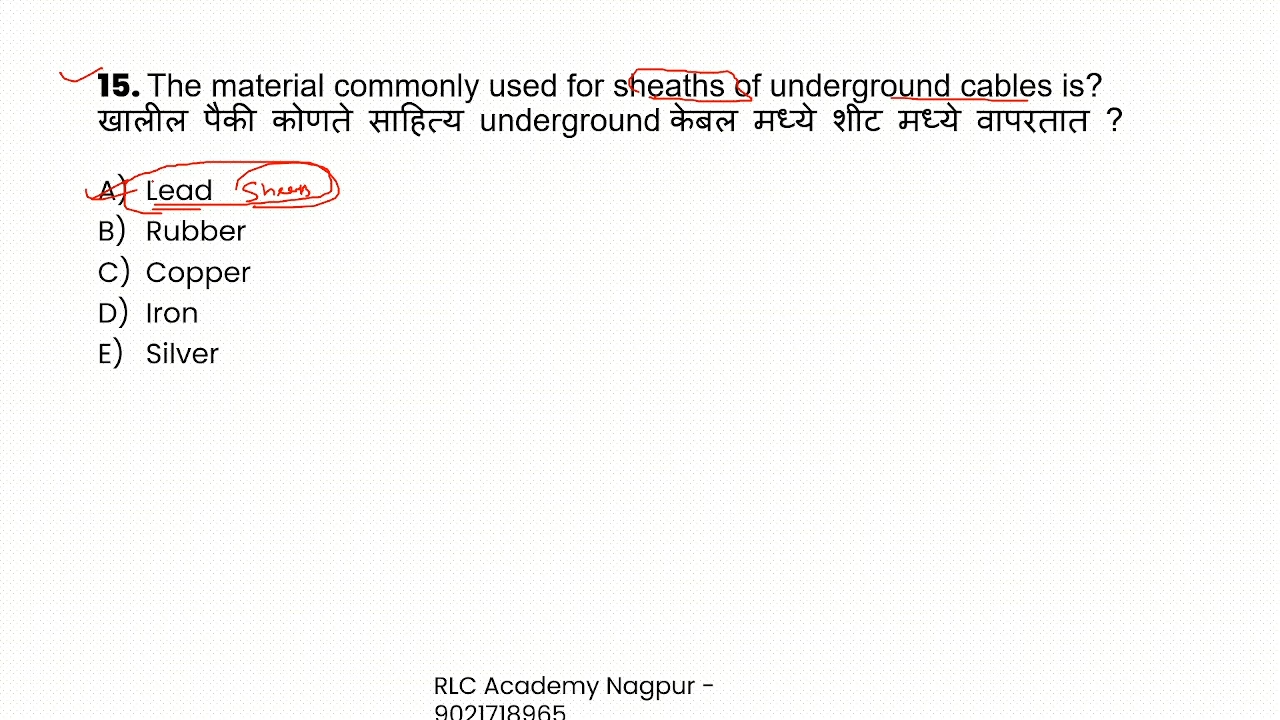 15. The material commonly used for sheaths of underground cables is?
खालील पैकी कोणते साहित्य underground केबल मध्ये शीट मध्ये वापरतात ?
A) Lead
B) Rubber
C) Copper
D) Iron
E) Silver
RLC Academy Nagpur -
9021718965